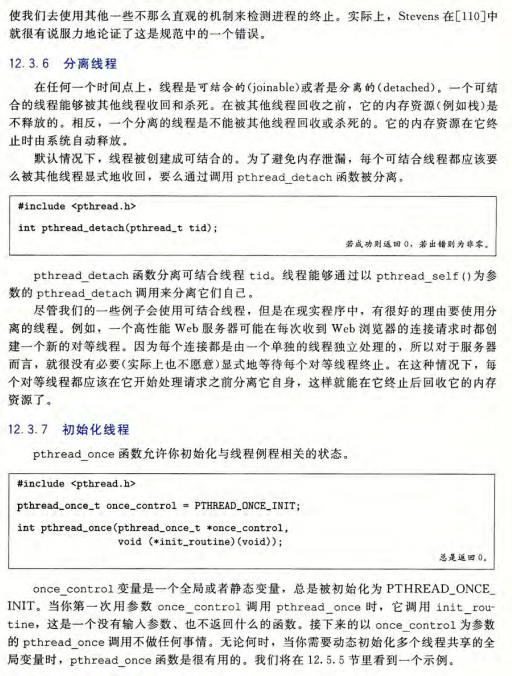 使我们去使用其他一些不那么直观的机制来检测进程的终止。实际上，Stevens 在[110]中
就很有说服力地论证了这是规范中的一个错误。
12.3.6 分离线程
在任何一个时间点上，线程是可结合的(joinable)或者是分离的(detached)。一个可结
合的线程能够被其他线程收回和杀死。在被其他线程回收之前，它的内存资源(例如栈)是
不释放的。相反，一个分离的线程是不能被其他线程回收或杀死的。它的内存资源在它终
止时由系统自动释放。
默认情况下，线程被创建成可结合的。为了避免内存泄漏，每个可结合线程都应该要
么被其他线程显式地收回，要么通过调用 pthread_detach 函数被分离。
#include <pthread.h>
int pthread_detach(pthread_t tid);
若成功则返回 0，若出错则为非零。
pthread_detach 函数分离可结合线程 tid。线程能够通过以 pthread_self()为参
数的 pthread_detach 调用来分离它们自己。
尽管我们的一些例子会使用可结合线程，但是在现实程序中，有很好的理由要使用分
离的线程。例如，一个高性能 Web 服务器可能在每次收到 Web 浏览器的连接请求时都创
建一个新的对等线程。因为每个连接都是由一个单独的线程独立处理的，所以对于服务器
而言，就很没有必要(实际上也不愿意)显式地等待每个对等线程终止。在这种情况下，每
个对等线程都应该在它开始处理请求之前分离它自身，这样就能在它终止后回收它的内存
资源了。
12.3.7 初始化线程
pthread_once 函数允许你初始化与线程例程相关的状态。
#include <pthread.h>
pthread_once_t once_control = PTHREAD_ONCE_INIT;
int pthread_once(pthread_once_t *once_control,
void (*init_routine)(void));
总是返回 0。
once_control 变量是一个全局或者静态变量，总是被初始化为 PTHREAD_ONCE_
INIT。当你第一次用参数 once_control 调用 pthread_once 时，它调用 init_rou-
tine，这是一个没有输入参数、也不返回什么的函数。接下来的以 once_control 为参数
的 pthread_once 调用不做任何事情。无论何时，当你需要动态初始化多个线程共享的全
局变量时，pthread_once 函数是很有用的。我们将在 12.5.5 节里看到一个示例。